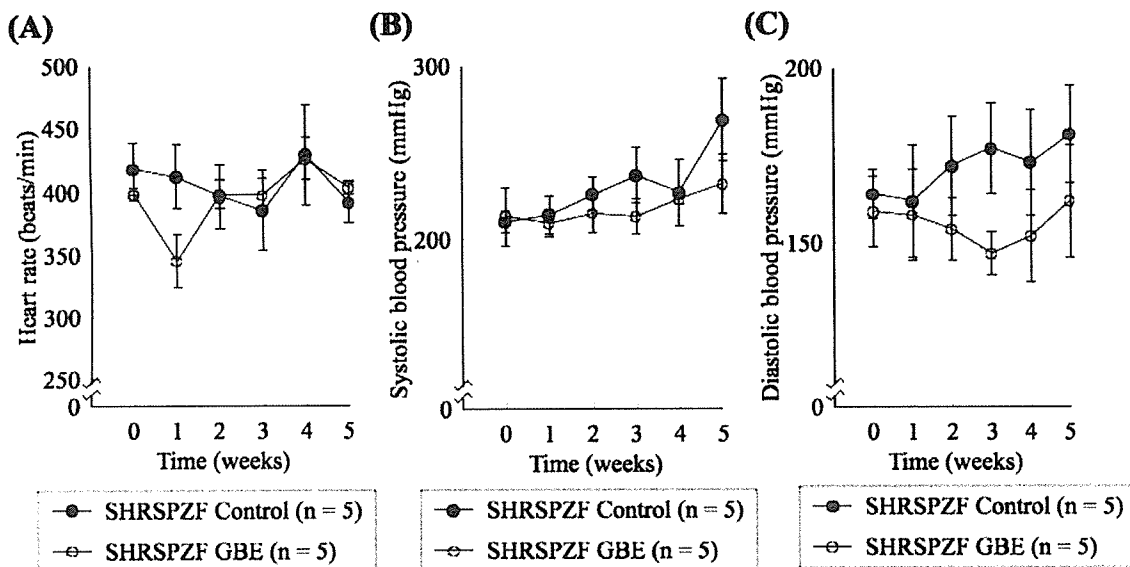 (A)
500
450
400
350
300
250
0
Heart rate (beats/min)
0 1 2 3 4 5
Time (weeks)
SHRSPZF Control (n = 5)
SHRSPZF GBE (n = 5)
(B)
300
200
0
Systolic blood pressure (mmHg)
0 1 2 3 4 5
Time (weeks)
SHRSPZF Control (n = 5)
SHRSPZF GBE (n = 5)
(C)
200
150
0
Diastolic blood pressure (mmHg)
0 1 2 3 4 5
Time (weeks)
SHRSPZF Control (n = 5)
SHRSPZF GBE (n = 5)